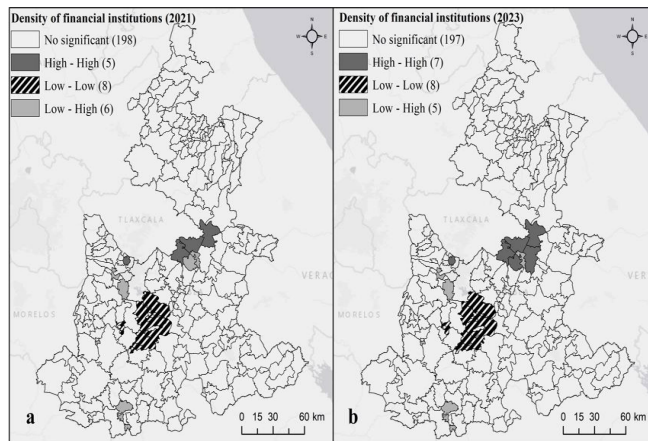 Density of financial institutions (2021)
No significant (198)
High - High (5)
Low - Low (8)
Low - High (6)
N
W
E
S
TLAXCALA
VERAC
MORELOS
a
0 15 30 60 km
Density of financial institutions (2023)
No significant (197)
High - High (7)
Low - Low (8)
Low - High (5)
N
W
E
S
TLAXCALA
VERA
MORELOS
b
0 15 30 60 km